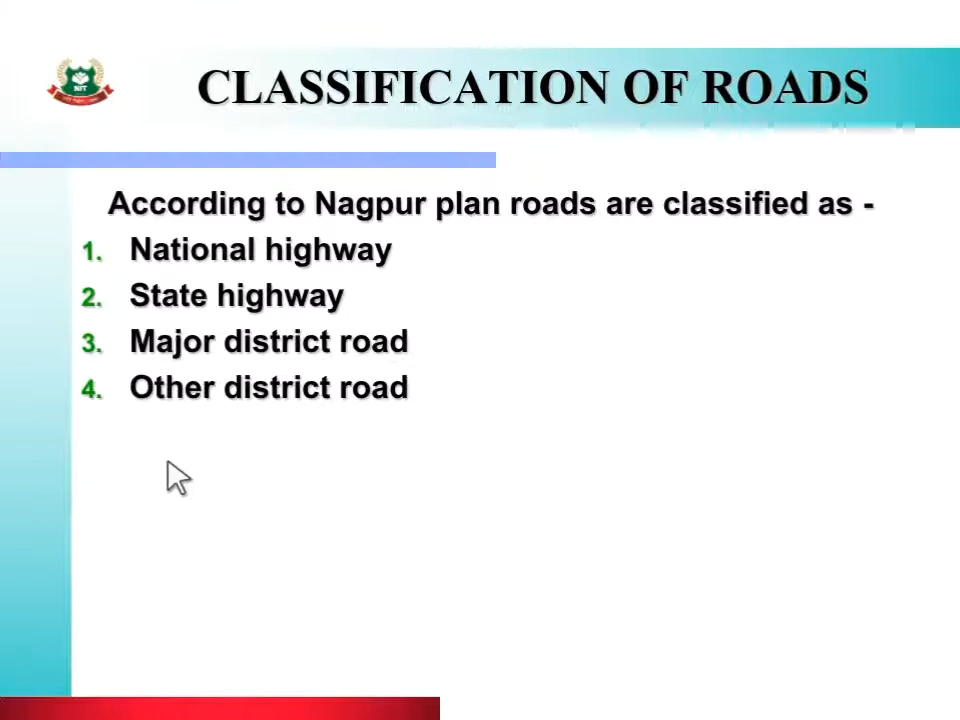 NIT
CLASSIFICATION OF ROADS
According to Nagpur plan roads are classified as -
1. National highway
2. State highway
3. Major district road
4. Other district road